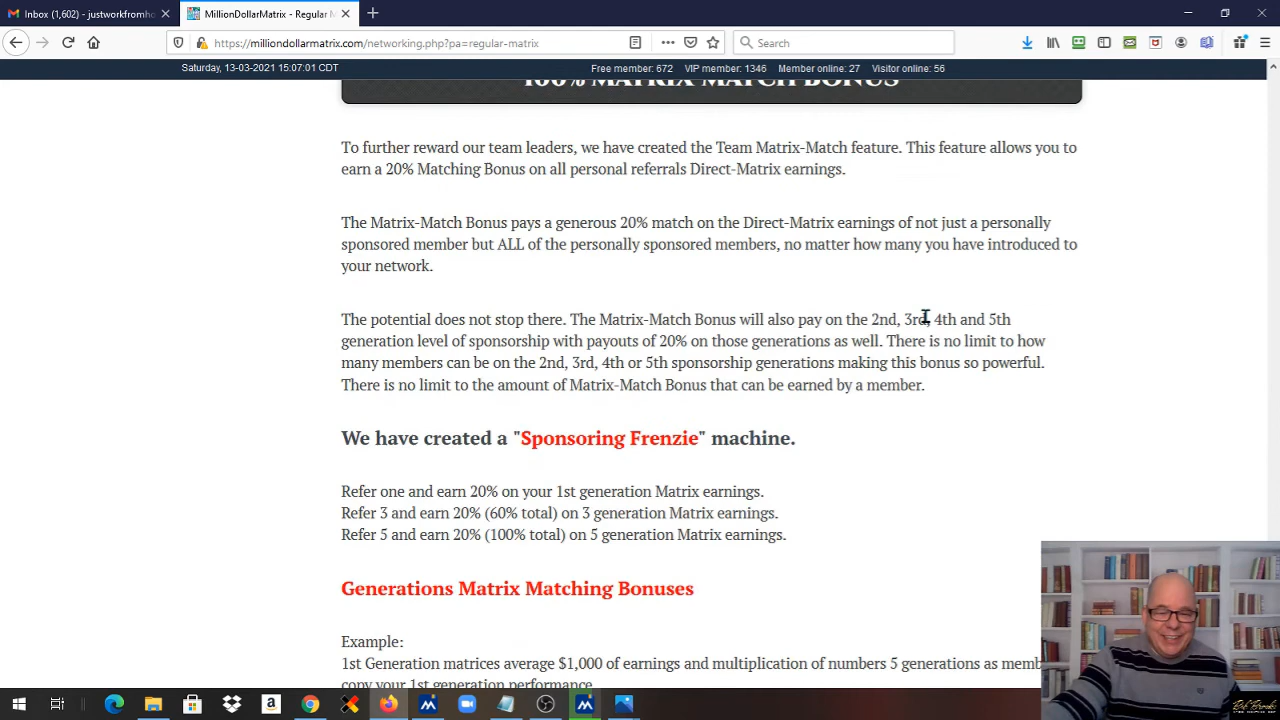 Inbox (1,602) - justworkfromho
MillionDollarMatrix - Regular M
https://milliondollarmatrix.com/networking.php?pa=regular-matrix
Search
Saturday, 13-03-2021 15:07:01 CDT
Free member: 672 VIP member: 1346 Member online: 27 Visitor online: 56
100% MATRIX MATCH BONUS
To further reward our team leaders, we have created the Team Matrix-Match feature. This feature allows you to
earn a 20% Matching Bonus on all personal referrals Direct-Matrix earnings.
The Matrix-Match Bonus pays a generous 20% match on the Direct-Matrix earnings of not just a personally
sponsored member but ALL of the personally sponsored members, no matter how many you have introduced to
your network.
The potential does not stop there. The Matrix-Match Bonus will also pay on the 2nd, 3rd, 4th and 5th
generation level of sponsorship with payouts of 20% on those generations as well. There is no limit to how
many members can be on the 2nd, 3rd, 4th or 5th sponsorship generations making this bonus so powerful.
There is no limit to the amount of Matrix-Match Bonus that can be earned by a member.
We have created a "Sponsoring Frenzie" machine.
Refer one and earn 20% on your 1st generation Matrix earnings.
Refer 3 and earn 20% (60% total) on 3 generation Matrix earnings.
Refer 5 and earn 20% (100% total) on 5 generation Matrix earnings.
Generations Matrix Matching Bonuses
Example:
1st Generation matrices average $1,000 of earnings and multiplication of numbers 5 generations as memb
copy your 1st generation performance